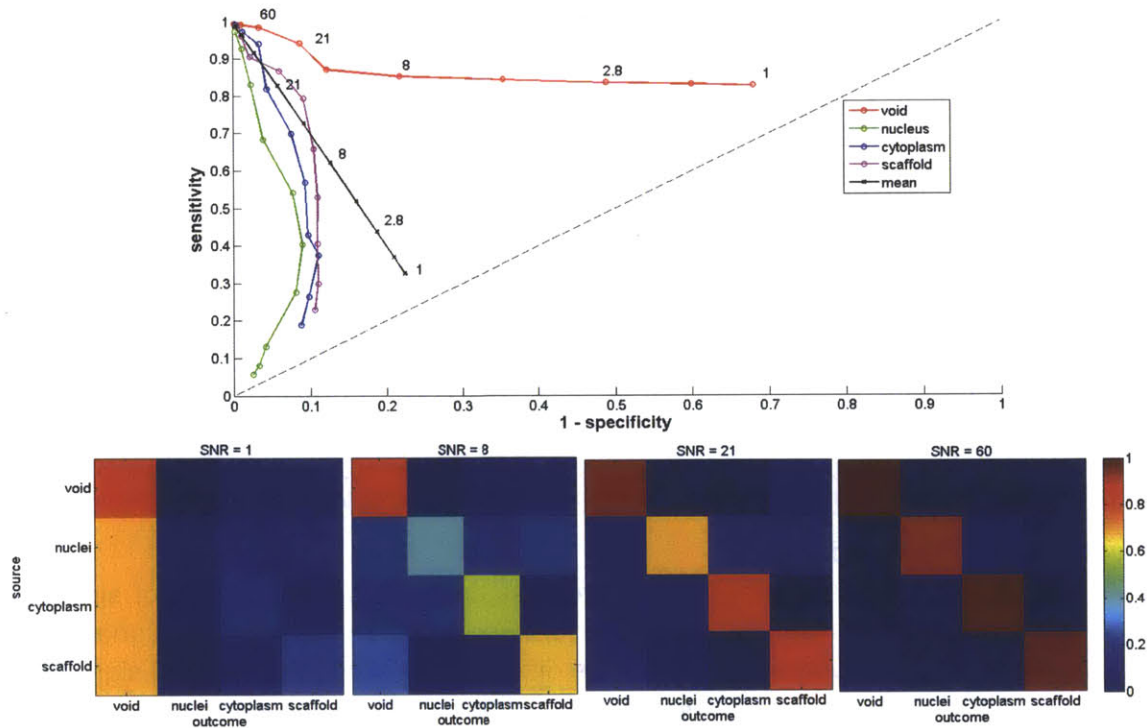 60
1
21
0.9
8
2.8
1
0.8
21
void
nucleus
cytoplasm
scaffold
mean
0.7
8
0.6
sensitivity
0.5
2.8
0.4
1
0.3
0.2
0.1
0
0 0.1 0.2 0.3 0.4 0.5 0.6 0.7 0.8 0.9 1
1 - specificity
SNR = 1 SNR = 8 SNR = 21 SNR = 60
void
nuclei
cytoplasm
scaffold
source
1
0.8
0.6
0.4
0.2
0
void nuclei cytoplasm scaffold void nuclei cytoplasm scaffold void nuclei cytoplasm scaffold void nuclei cytoplasm scaffold
outcome outcome outcome outcome